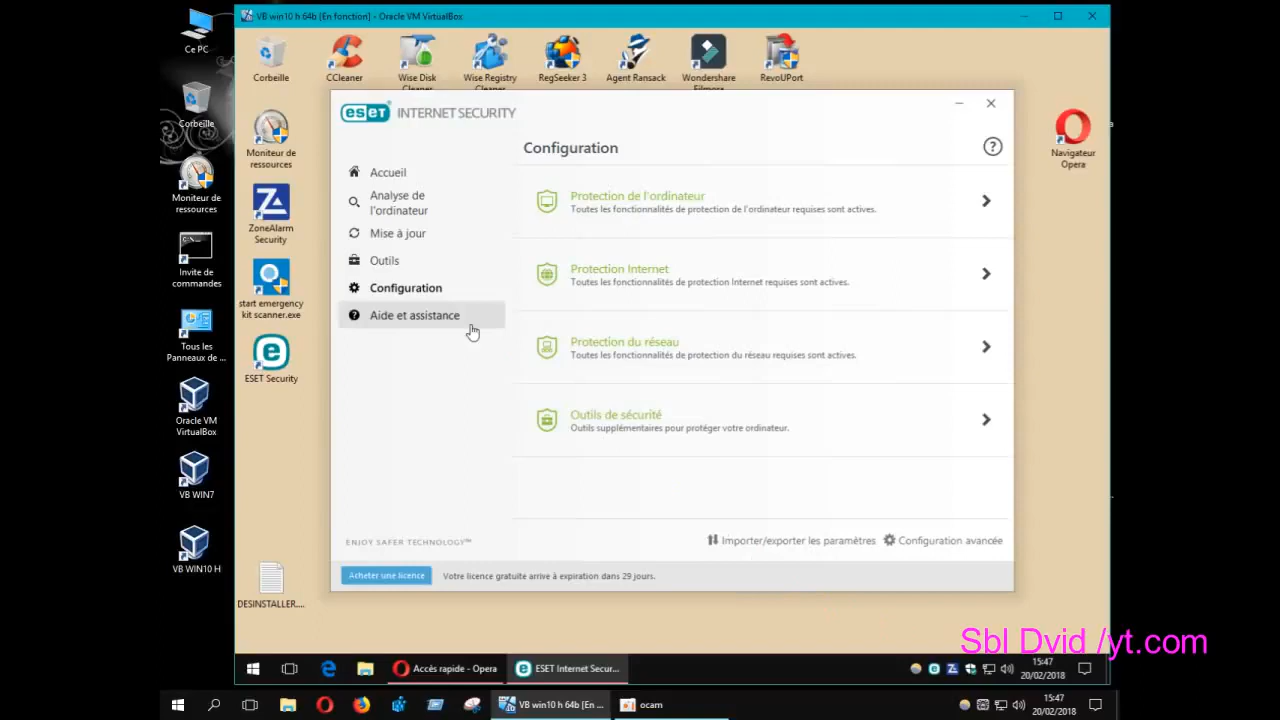 VB win10 h 64b [En fonction] - Oracle VM VirtualBox
Ce PC
Corbeille
Moniteur de
ressources
Invite de
commandes
Tous les
Panneaux de ...
Oracle VM
VirtualBox
VB WIN7
VB WIN10 H
Corbeille
CCleaner
Wise Disk
Cleaner
Wise Registry
Cleaner
RegSeeker 3
Agent Ransack
Wondershare
Filmora
RevoUPort
Moniteur de
ressources
ZoneAlarm
Security
start emergency
kit scanner.exe
ESET Security
DESINSTALLER....
Navigateur
Opera
eset INTERNET SECURITY
Accueil
Analyse de
l'ordinateur
Mise à jour
Outils
Configuration
Aide et assistance
ENJOY SAFER TECHNOLOGY™
Configuration
?
Protection de l'ordinateur
Toutes les fonctionnalités de protection de l'ordinateur requises sont actives.
Protection Internet
Toutes les fonctionnalités de protection Internet requises sont actives.
Protection du réseau
Toutes les fonctionnalités de protection du réseau requises sont actives.
Outils de sécurité
Outils supplémentaires pour protéger votre ordinateur.
Importer/exporter les paramètres
Configuration avancée
Acheter une licence
Votre licence gratuite arrive à expiration dans 29 jours.
Sbl Dvid /yt.com
Accès rapide - Opera
ESET Internet Secur...
15:47
20/02/2018
VB win10 h 64b [En ...
ocam
15:47
20/02/2018